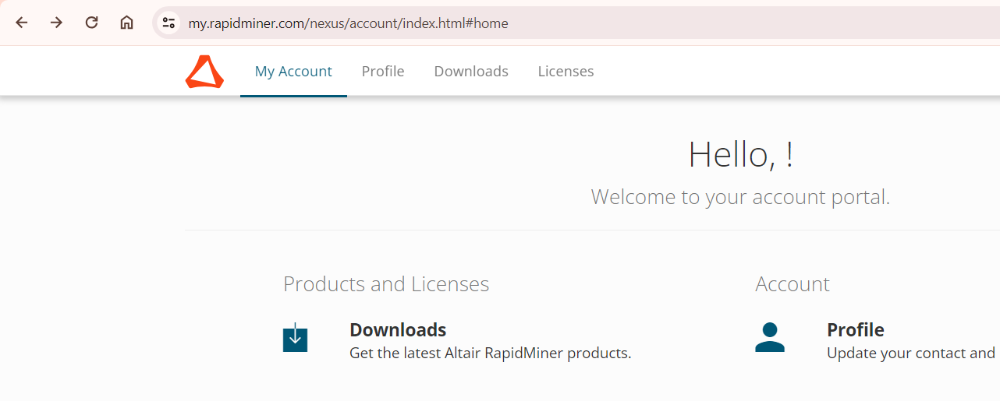 my.rapidminer.com/nexus/account/index.html#home
My Account Profile Downloads Licenses
Hello, !
Welcome to your account portal.
Products and Licenses
Downloads
Get the latest Altair RapidMiner products.
Account
Profile
Update your contact and